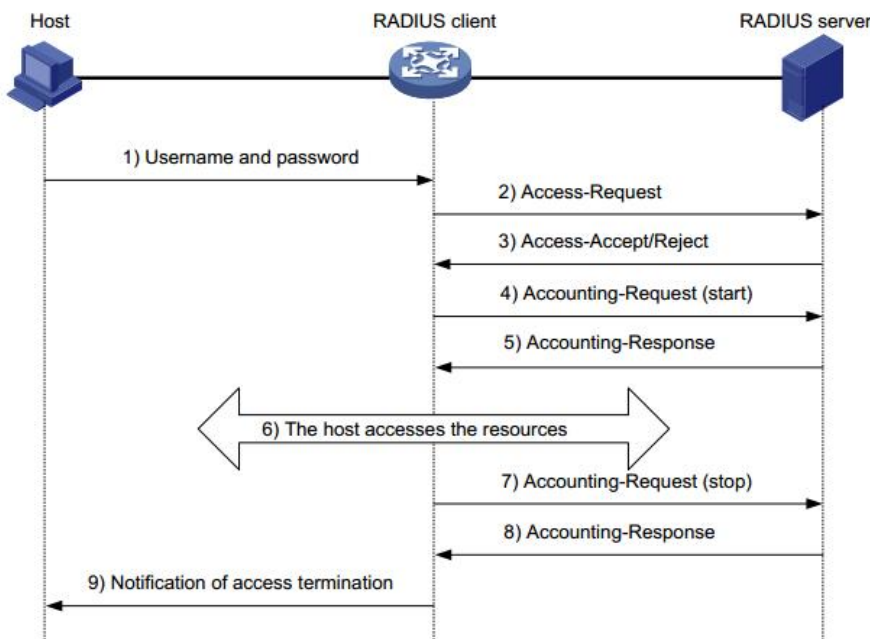 Host
RADIUS client
RADIUS server
1) Username and password
2) Access-Request
3) Access-Accept/Reject
4) Accounting-Request (start)
5) Accounting-Response
6) The host accesses the resources
7) Accounting-Request (stop)
8) Accounting-Response
9) Notification of access termination